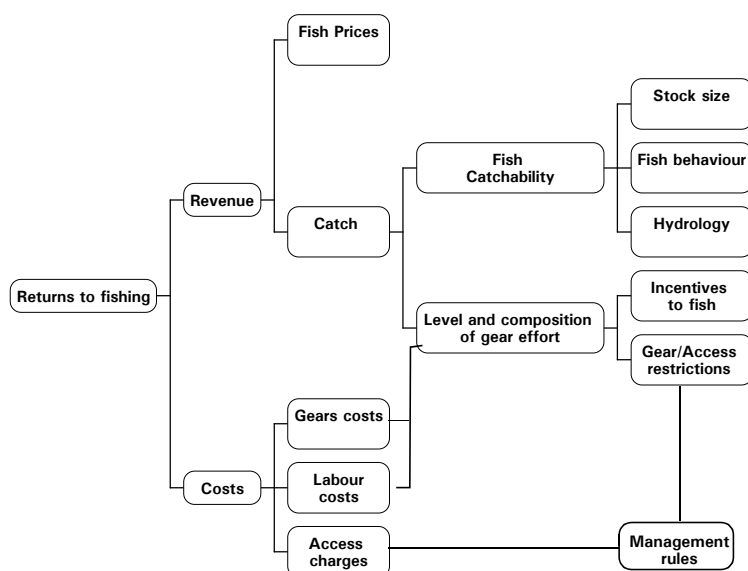 Fish Prices
Stock size
Fish
Catchability
Fish behaviour
Revenue
Catch
Hydrology
Returns to fishing
Incentives
to fish
Level and composition
of gear effort
Gear/Access
restrictions
Gears costs
Costs
Labour
costs
Access
charges
Management
rules